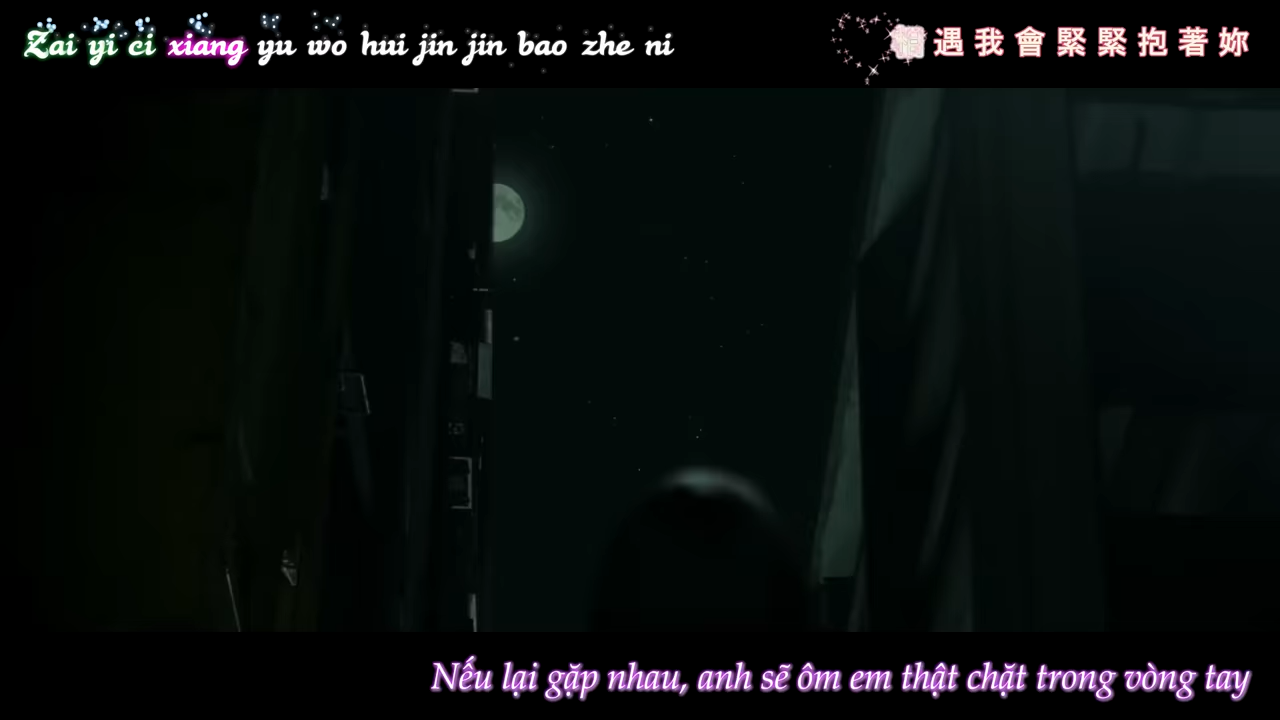 Zai yi ci xiang yu wo hui jin jin bao zhe ni
相遇我會緊緊抱著妳
Nếu lại gặp nhau, anh sẽ ôm em thật chặt trong vòng tay